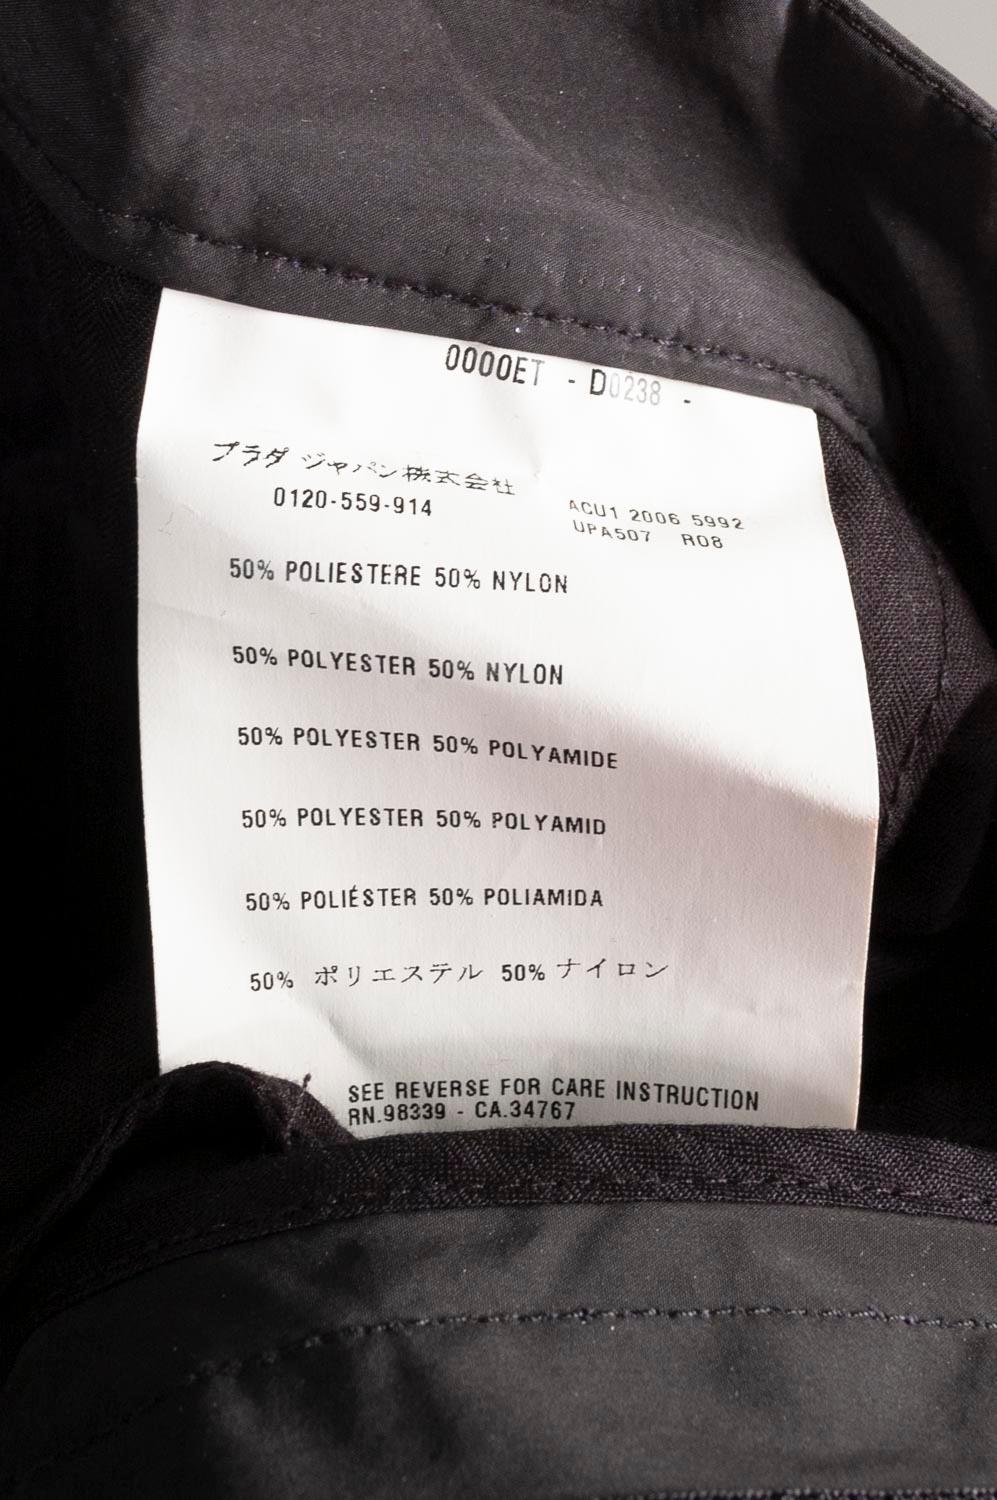 0000ET - D0238 -
プラダ ジャパン株式会社
0120-559-914
ACU1 2006 5992
UPA507 R08
50% POLIESTERE 50% NYLON
50% POLYESTER 50% NYLON
50% POLYESTER 50% POLYAMIDE
50% POLYESTER 50% POLYAMID
50% POLIÉSTER 50% POLIAMIDA
50% ポリエステル 50% ナイロン
SEE REVERSE FOR CARE INSTRUCTION
RN.98339 - CA.34767